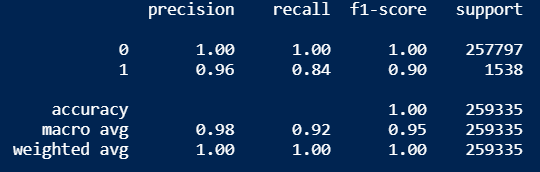 precision recall f1-score support
0 1.00 1.00 1.00 257797
1 0.96 0.84 0.90 1538
accuracy 1.00 259335
macro avg 0.98 0.92 0.95 259335
weighted avg 1.00 1.00 1.00 259335